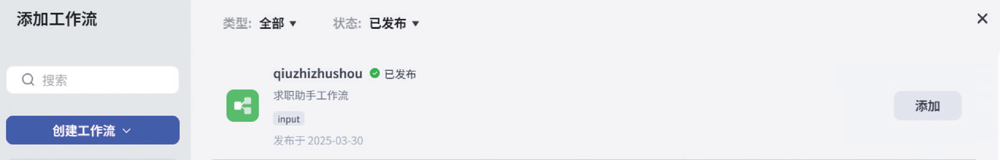 添加工作流
搜索
创建工作流
类型: 全部 状态: 已发布
qiuzhizhushou 已发布
求职助手工作流
input
发布于 2025-03-30
添加